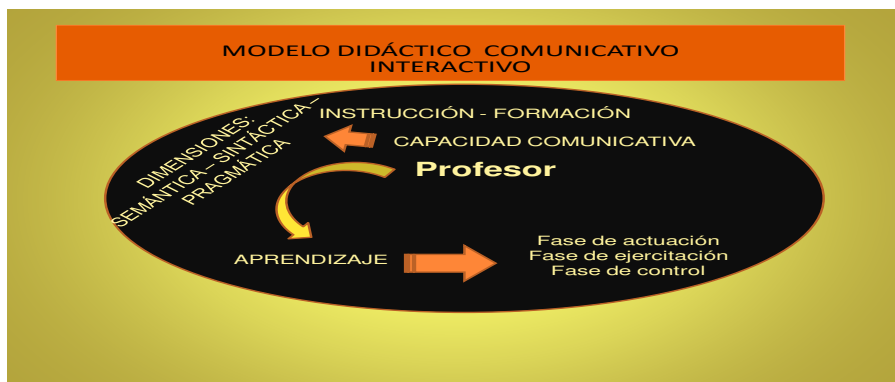 MODELO DIDÁCTICO COMUNICATIVO
INTERACTIVO
DIMENSIONES:
SEMÁNTICA – SINTÁCTICA –
PRAGMÁTICA
INSTRUCCIÓN - FORMACIÓN
CAPACIDAD COMUNICATIVA
Profesor
APRENDIZAJE
Fase de actuación
Fase de ejercitación
Fase de control